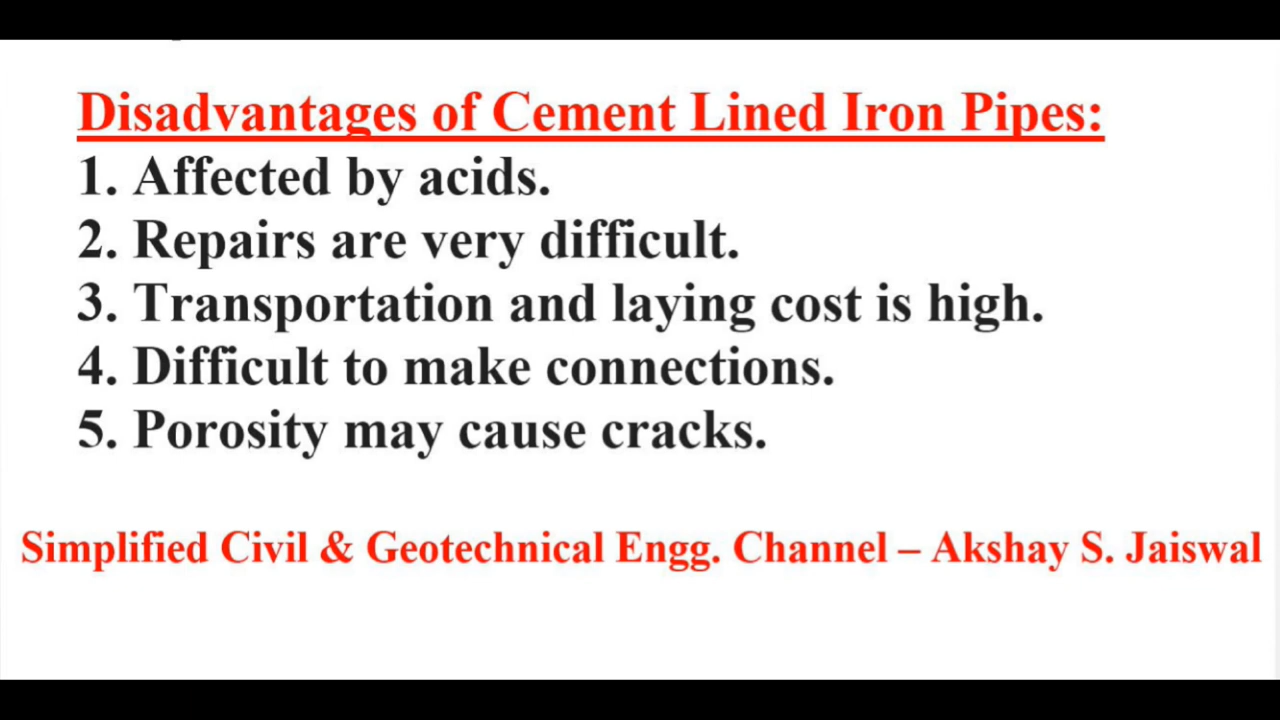 Disadvantages of Cement Lined Iron Pipes:
1. Affected by acids.
2. Repairs are very difficult.
3. Transportation and laying cost is high.
4. Difficult to make connections.
5. Porosity may cause cracks.
Simplified Civil & Geotechnical Engg. Channel – Akshay S. Jaiswal